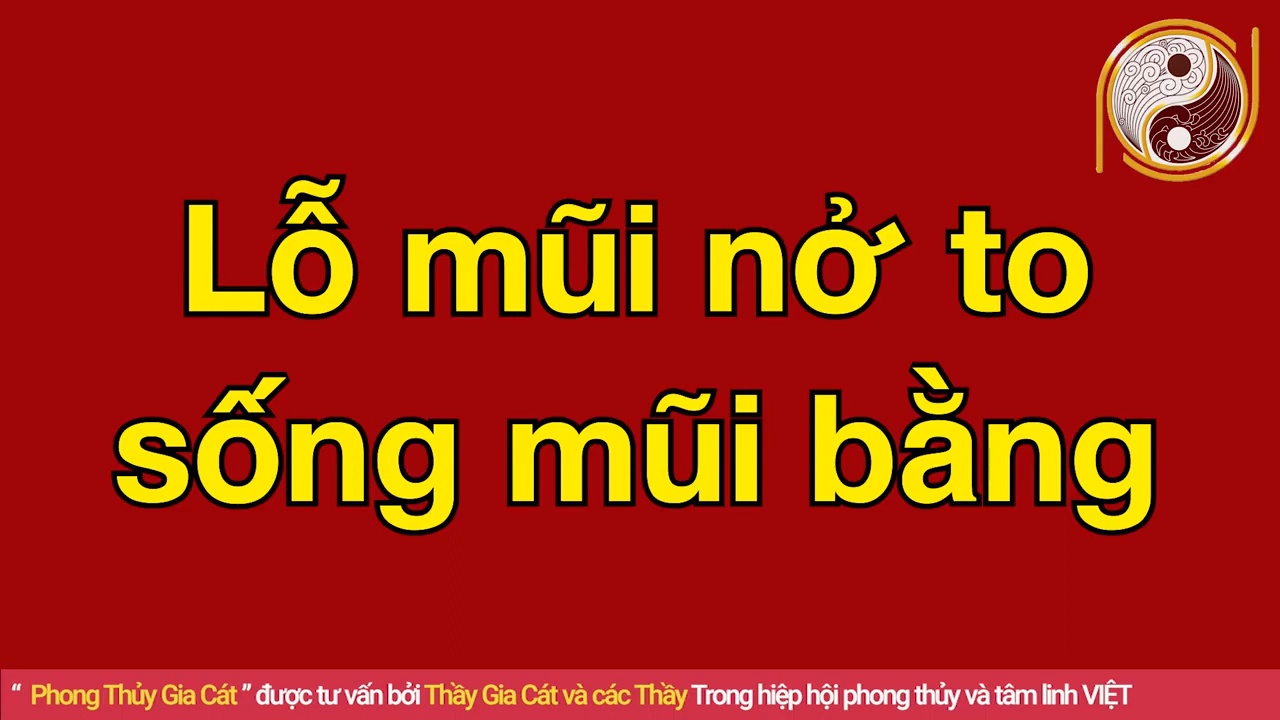 Lỗ mũi nở to
sống mũi bằng
“ Phong Thủy Gia Cát ” được tư vấn bởi Thầy Gia Cát và các Thầy Trong hiệp hội phong thủy và tâm linh VIỆT